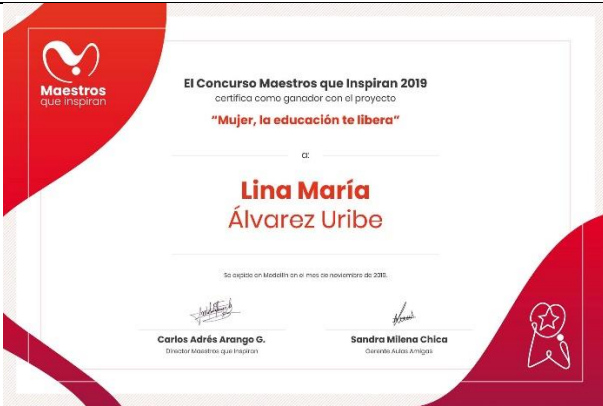 Maestros
que inspiran
El Concurso Maestros que Inspiran 2019
certifica como ganador con el proyecto
“Mujer, la educación te libera”
a:
Lina María
Álvarez Uribe
Se expide en Medellín en el mes de noviembre de 2019.
Carlos Adrés Arango G.
Director Maestros que Inspiran
Sandra Milena Chica
Gerente Aulas Amigas